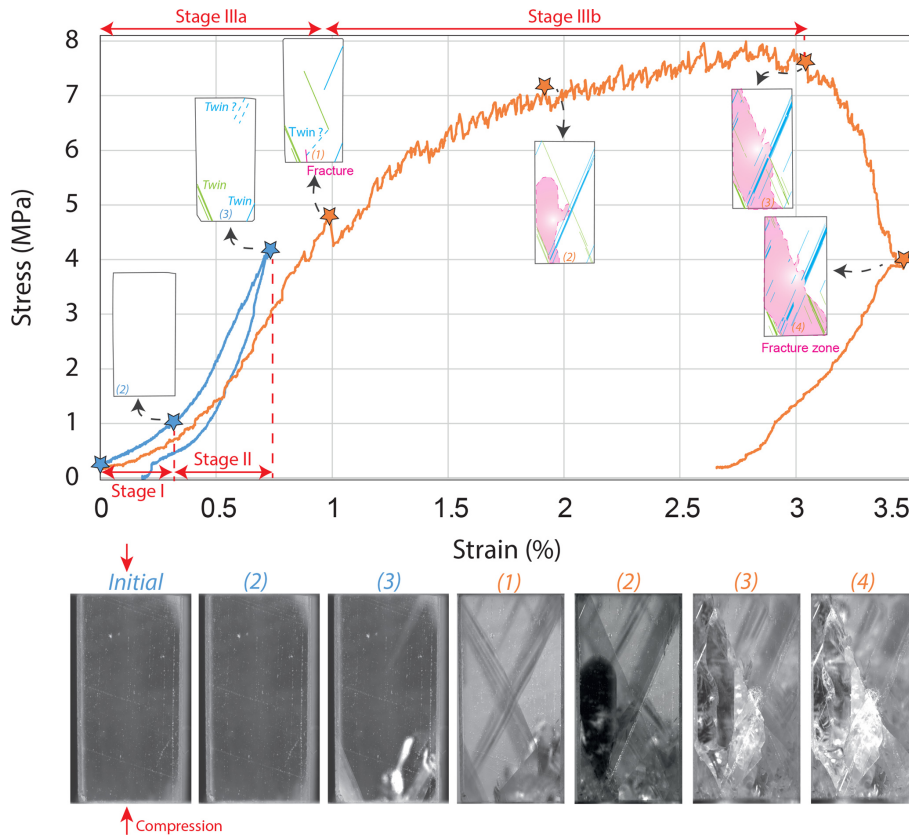 Stage IIIa
Stage IIIb
8
7
6
5
4
3
2
1
0
Stress (MPa)
Twin ?
Twin
Twin
(3)
Twin ?
(1)
Fracture
(2)
(2)
(3)
(4)
Fracture zone
Stage I
Stage II
0
0.5
1
1.5
2
2.5
3
3.5
Strain (%)
Initial
(2)
(3)
(1)
(2)
(3)
(4)
Compression